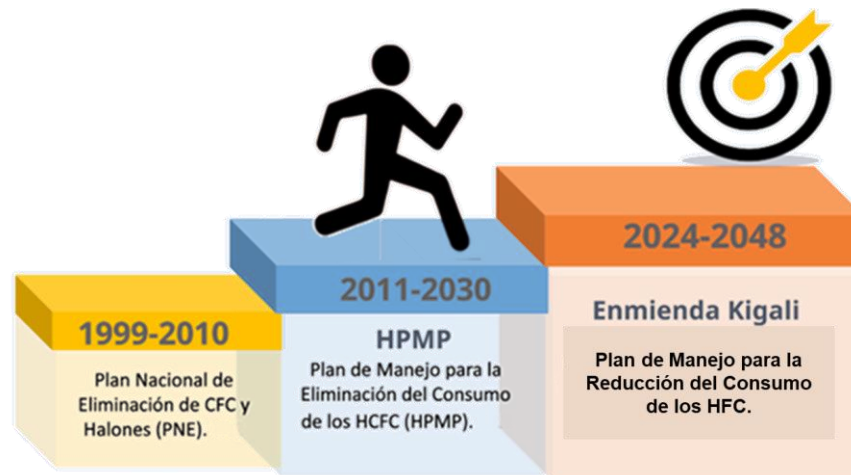 1999-2010
Plan Nacional de
Eliminación de CFC y
Halones (PNE).
2011-2030
HPMP
Plan de Manejo para la
Eliminación del Consumo
de los HCFC (HPMP).
2024-2048
Enmienda Kigali
Plan de Manejo para la
Reducción del Consumo
de los HFC.